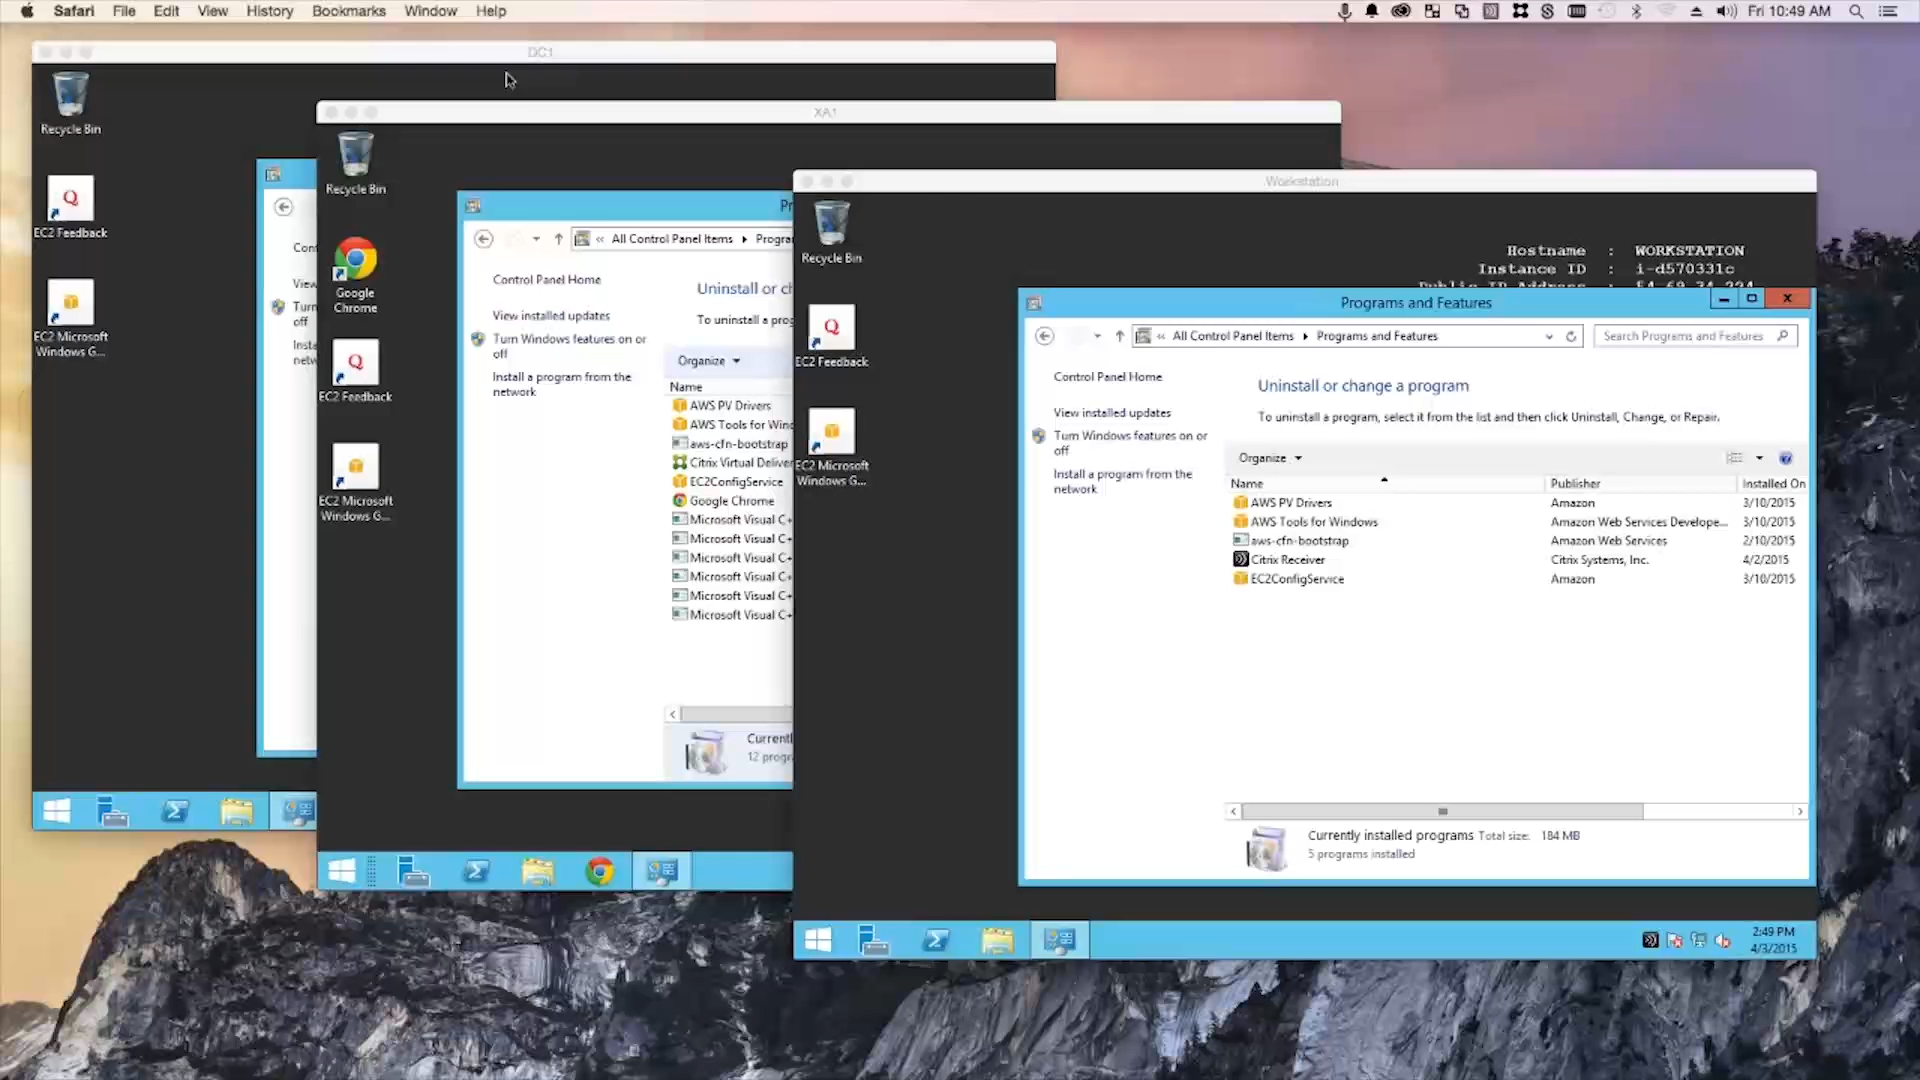 Safari File Edit View History Bookmarks Window Help
Fri 10:49 AM
DC1
Recycle Bin
EC2 Feedback
EC2 Microsoft
Windows G...
View
Turn
off
XA1
Recycle Bin
Google
Chrome
EC2 Feedback
EC2 Microsoft
Windows G...
« All Control Panel Items
Control Panel Home
View installed updates
Turn Windows features on or
off
Install a program from the
network
Uninstall or c
To uninstall a prog
Organize
Name
AWS PV Drivers
AWS Tools for Wind
aws-cfn-bootstrap
Citrix Virtual Deliver
EC2ConfigService
Google Chrome
Microsoft Visual C+
Microsoft Visual C+
Microsoft Visual C+
Microsoft Visual C+
Microsoft Visual C+
Microsoft Visual C+
Currentl
12 progra
Workstation
Recycle Bin
EC2 Feedback
EC2 Microsoft
Windows G...
Hostname : WORKSTATION
Instance ID : i-d570331c
Programs and Features
« All Control Panel Items Programs and Features
Search Programs and Features
Control Panel Home
View installed updates
Turn Windows features on or
off
Install a program from the
network
Uninstall or change a program
To uninstall a program, select it from the list and then click Uninstall, Change, or Repair.
Organize
Name Publisher Installed On
AWS PV Drivers Amazon 3/10/2015
AWS Tools for Windows Amazon Web Services Develope... 3/10/2015
aws-cfn-bootstrap Amazon Web Services 2/10/2015
Citrix Receiver Citrix Systems, Inc. 4/2/2015
EC2ConfigService Amazon 3/10/2015
Currently installed programs Total size: 184 MB
5 programs installed
2:49 PM
4/3/2015